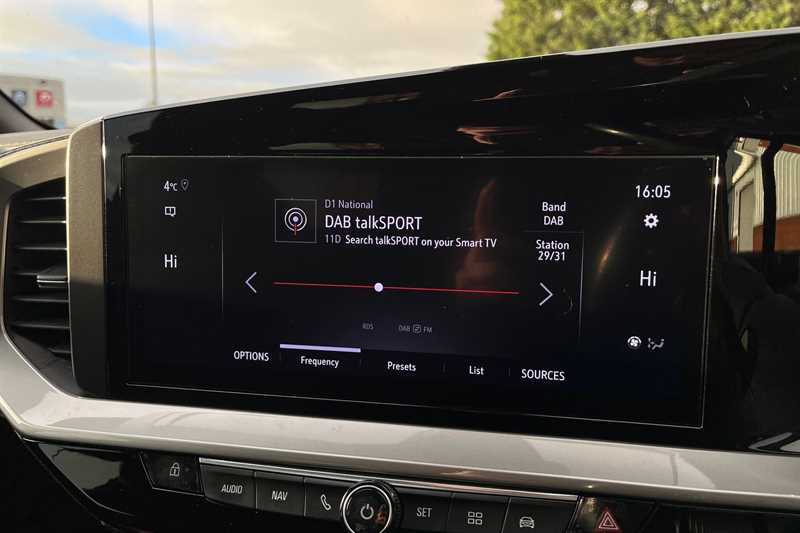 4°C
16:05
D1 National
DAB talkSPORT
11D Search talkSPORT on your Smart TV
Band
DAB
Station
29/31
Hi
Hi
RDS
DAB FM
OPTIONS
Frequency
Presets
List
SOURCES
AUDIO
NAV
SET